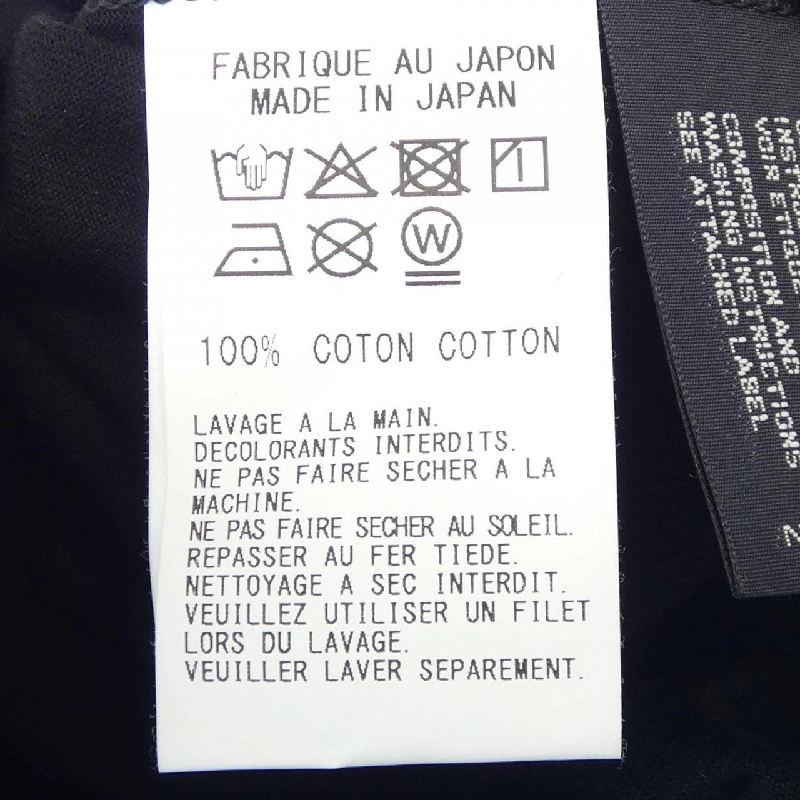 FABRIQUE AU JAPON
MADE IN JAPAN
W
100% COTON COTTON
LAVAGE A LA MAIN.
DECOLORANTS INTERDITS.
NE PAS FAIRE SECHER A LA
MACHINE.
NE PAS FAIRE SECHER AU SOLEIL.
REPASSER AU FER TIEDE.
NETTOYAGE A SEC INTERDIT.
VEUILLEZ UTILISER UN FILET
LORS DU LAVAGE.
VEUILLER LAVER SEPAREMENT.
VOIR
COMPOSITION AND
WASHING INSTRUCTIONS
SEE ATTACHED LABEL
2